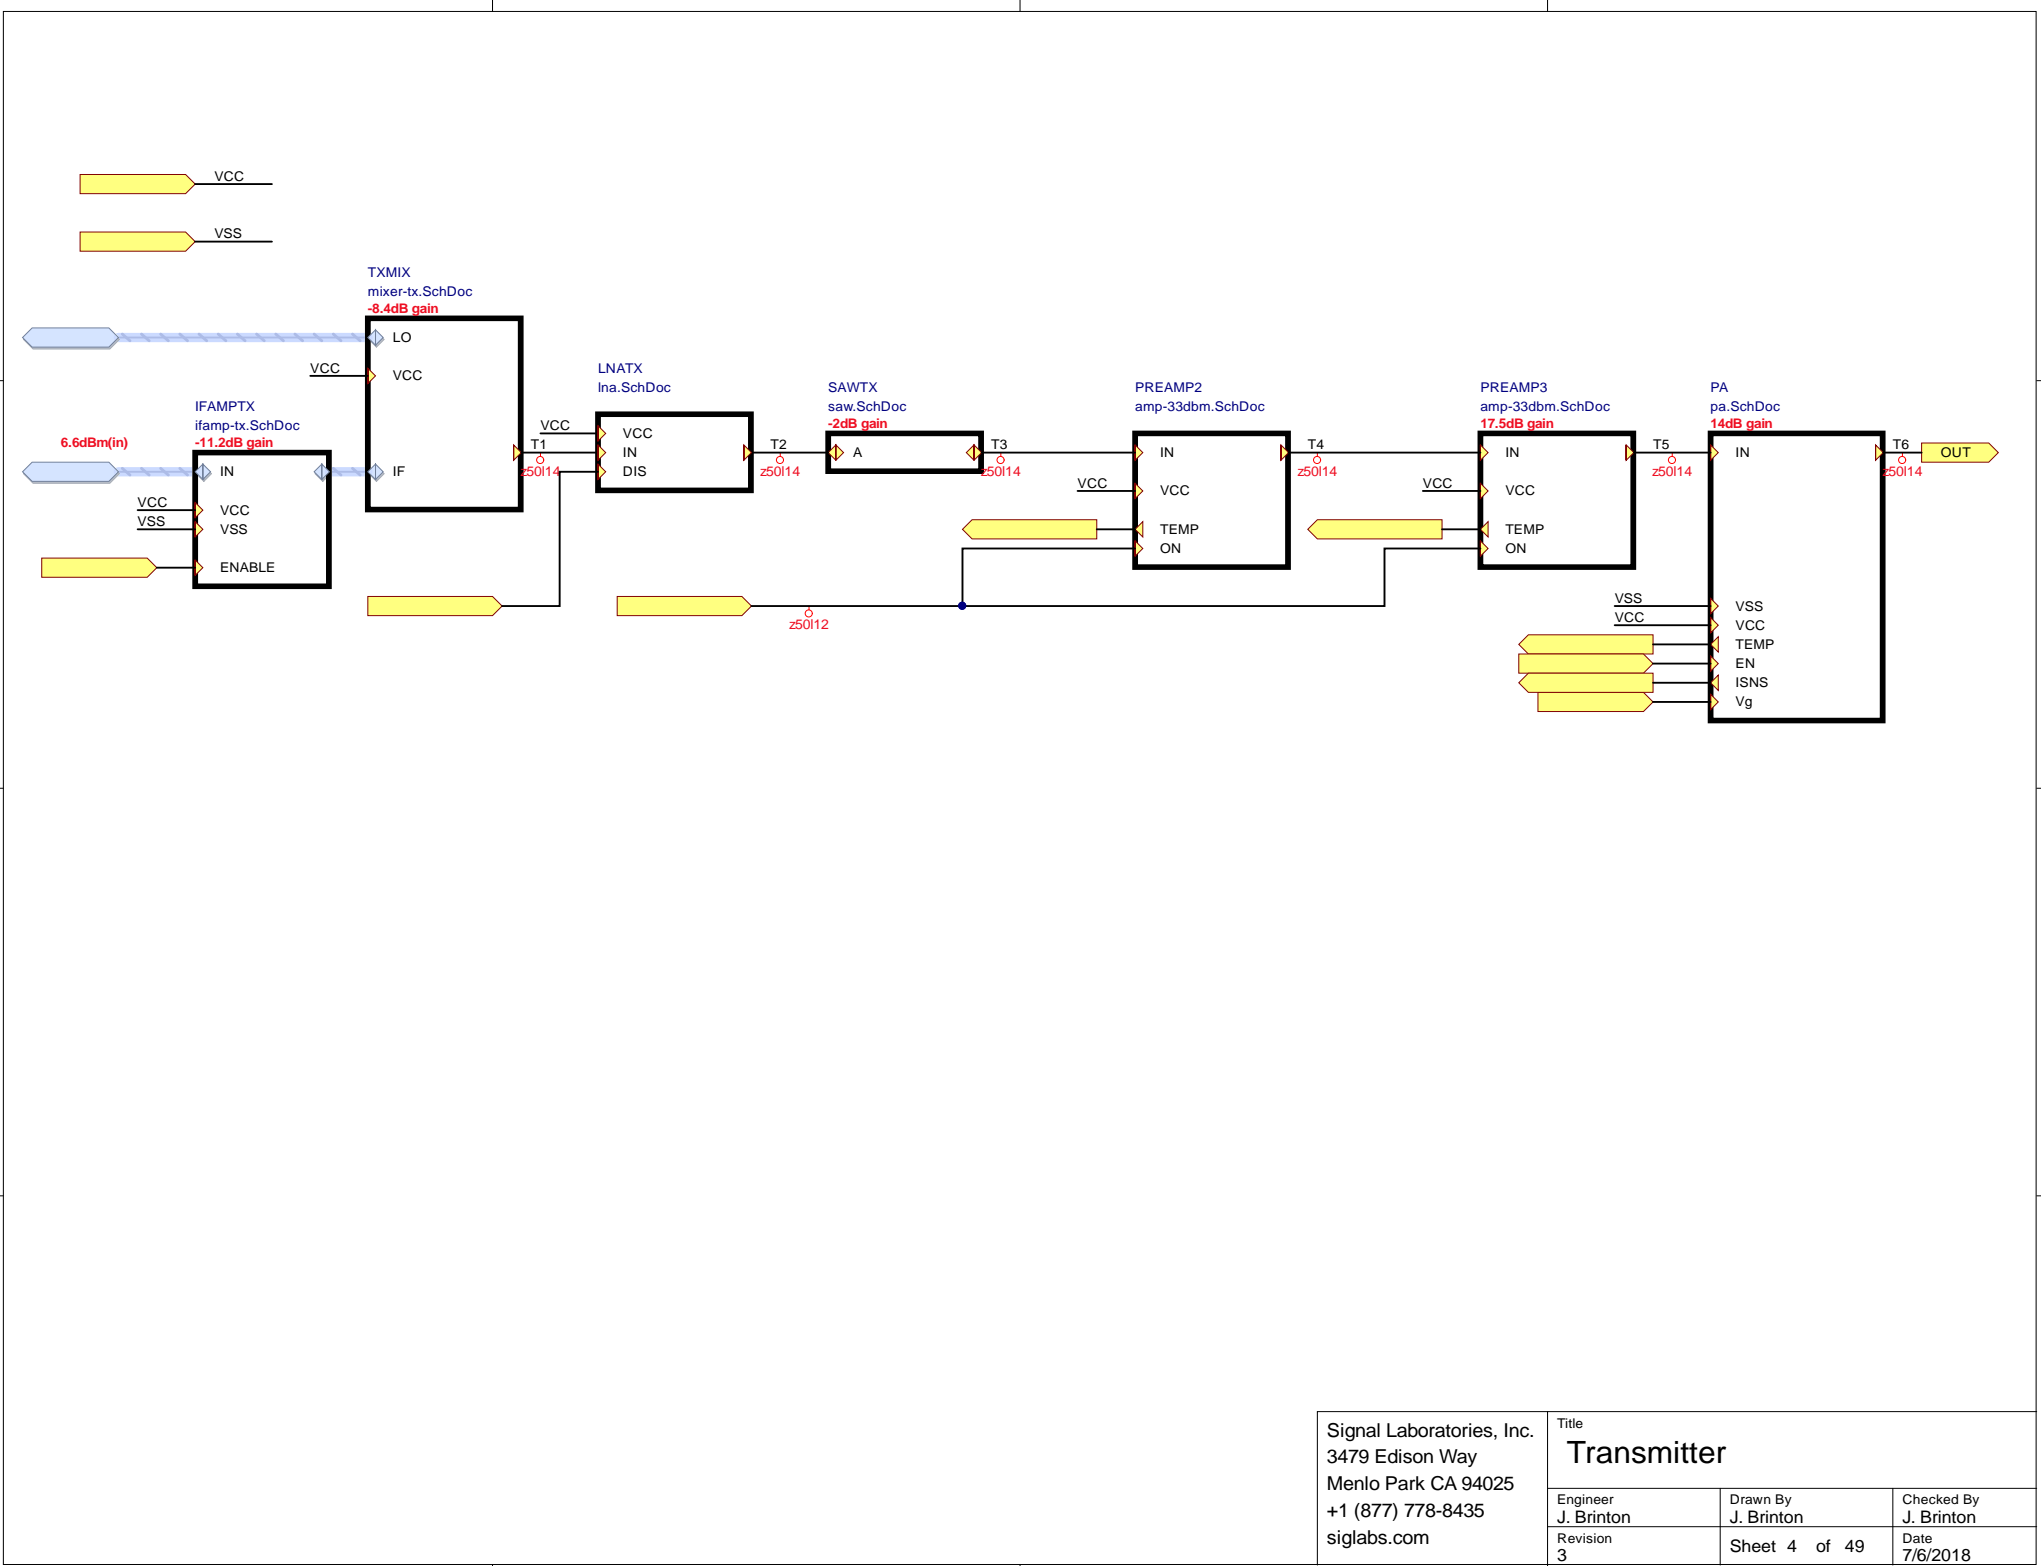 VCC
VSS
TXMIX
mixer-tx.SchDoc
-8.4dB gain
LO
VCC
VCC
IF
IFAMPTX
ifamp-tx.SchDoc
-11.2dB gain
6.6dBm(in)
IN
VCC
VCC
VSS
VSS
ENABLE
T1
z50l14
LNATX
lna.SchDoc
VCC
VCC
IN
DIS
T2
z50l14
SAWTX
saw.SchDoc
-2dB gain
A
T3
z50l14
z50l12
PREAMP2
amp-33dbm.SchDoc
IN
VCC
VCC
TEMP
ON
T4
z50l14
PREAMP3
amp-33dbm.SchDoc
17.5dB gain
IN
VCC
VCC
TEMP
ON
T5
z50l14
PA
pa.SchDoc
14dB gain
IN
VSS
VSS
VCC
VCC
TEMP
EN
ISNS
Vg
T6
z50l14
OUT
Signal Laboratories, Inc.
3479 Edison Way
Menlo Park CA 94025
+1 (877) 778-8435
siglabs.com
Title
Transmitter
Engineer
J. Brinton
Drawn By
J. Brinton
Checked By
J. Brinton
Revision
3
Sheet 4 of 49
Date
7/6/2018